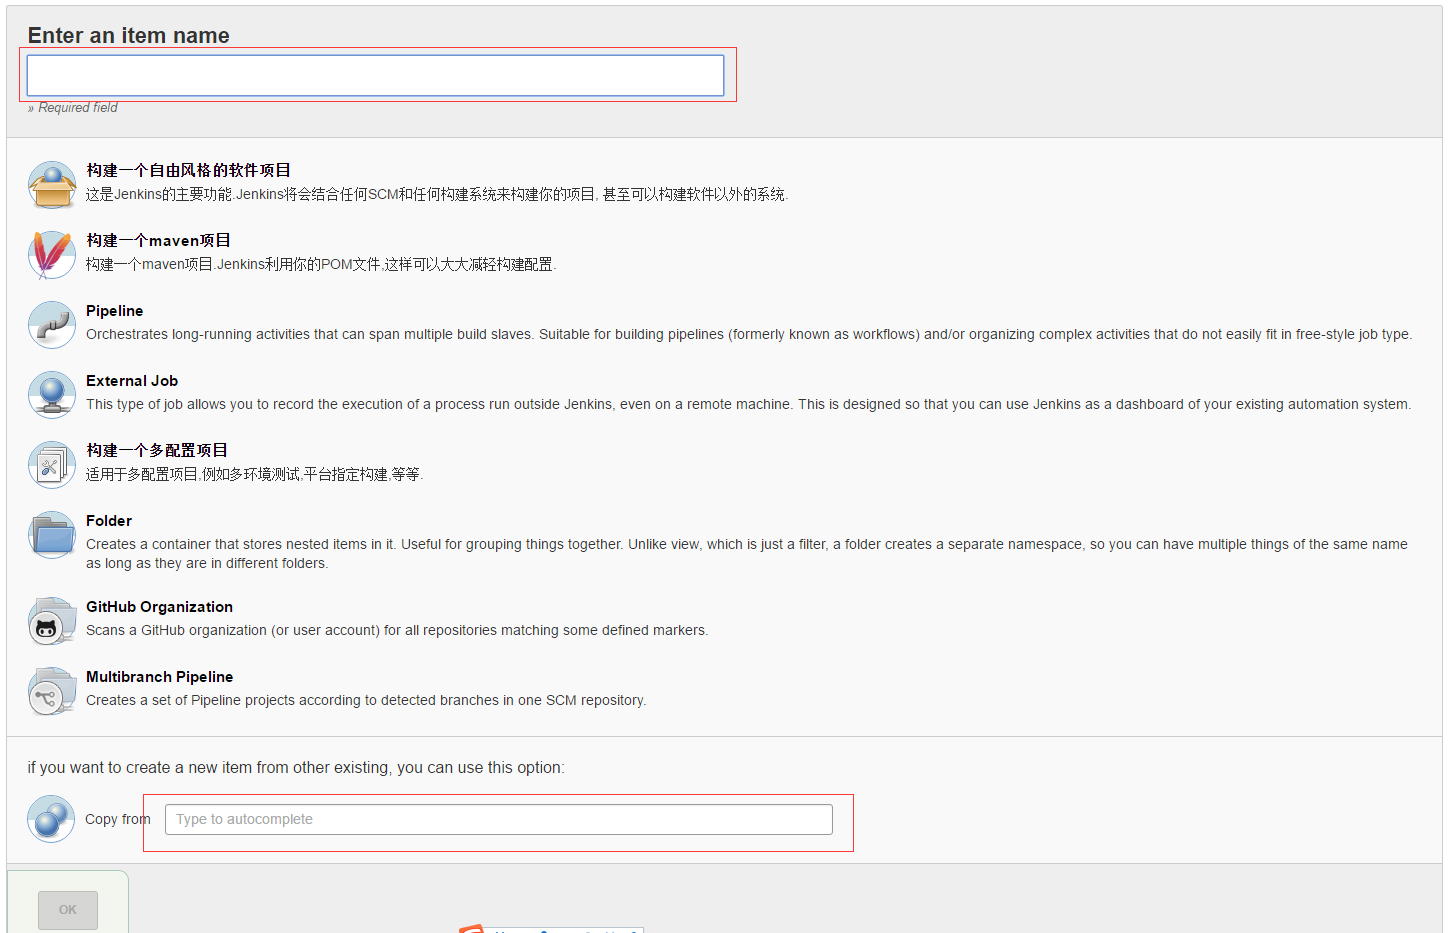 Enter an item name
» Required field
构建一个自由风格的软件项目
这是Jenkins的主要功能.Jenkins将会结合任何SCM和任何构建系统来构建你的项目, 甚至可以构建软件以外的系统.
构建一个maven项目
构建一个maven项目.Jenkins利用你的POM文件,这样可以大大减轻构建配置.
Pipeline
Orchestrates long-running activities that can span multiple build slaves. Suitable for building pipelines (formerly known as workflows) and/or organizing complex activities that do not easily fit in free-style job type.
External Job
This type of job allows you to record the execution of a process run outside Jenkins, even on a remote machine. This is designed so that you can use Jenkins as a dashboard of your existing automation system.
构建一个多配置项目
适用于多配置项目,例如多环境测试,平台指定构建,等等.
Folder
Creates a container that stores nested items in it. Useful for grouping things together. Unlike view, which is just a filter, a folder creates a separate namespace, so you can have multiple things of the same name
as long as they are in different folders.
GitHub Organization
Scans a GitHub organization (or user account) for all repositories matching some defined markers.
Multibranch Pipeline
Creates a set of Pipeline projects according to detected branches in one SCM repository.
if you want to create a new item from other existing, you can use this option:
Copy from Type to autocomplete
OK